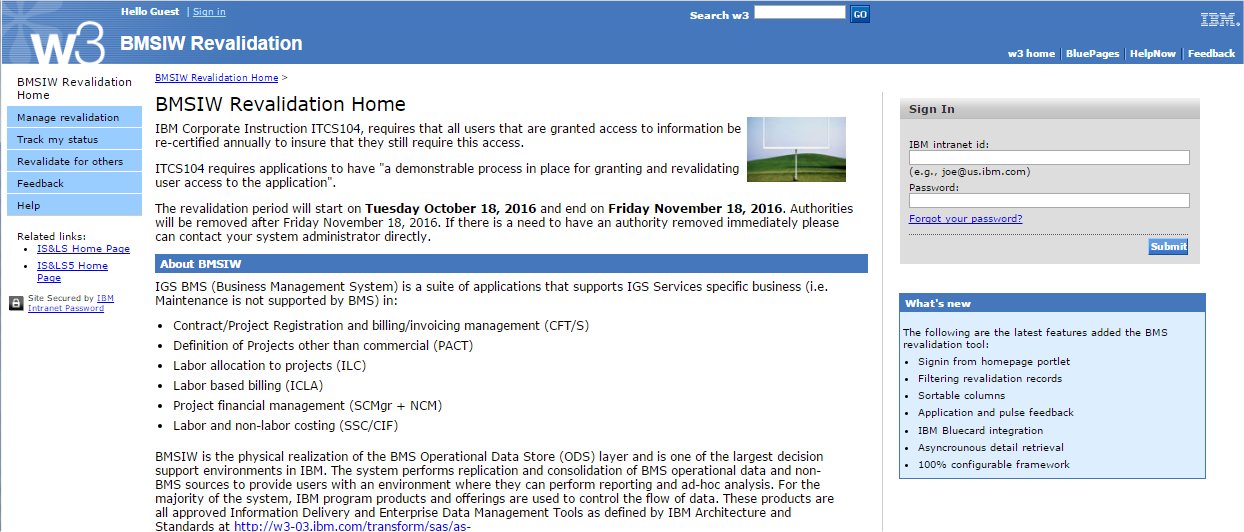 Hello Guest | Sign in
Search w3
GO
IBM.
w3
BMSIW Revalidation
w3 home | BluePages | HelpNow | Feedback
BMSIW Revalidation Home
Manage revalidation
Track my status
Revalidate for others
Feedback
Help
Related links:
• IS&LS Home Page
• IS&LS5 Home
Page
Site Secured by IBM
Intranet Password
BMSIW Revalidation Home >
BMSIW Revalidation Home
IBM Corporate Instruction ITCS104, requires that all users that are granted access to information be
re-certified annually to insure that they still require this access.
ITCS104 requires applications to have "a demonstrable process in place for granting and revalidating
user access to the application".
The revalidation period will start on Tuesday October 18, 2016 and end on Friday November 18, 2016. Authorities
will be removed after Friday November 18, 2016. If there is a need to have an authority removed immediately please
can contact your system administrator directly.
About BMSIW
IGS BMS (Business Management System) is a suite of applications that supports IGS Services specific business (i.e.
Maintenance is not supported by BMS) in:
• Contract/Project Registration and billing/invoicing management (CFT/S)
• Definition of Projects other than commercial (PACT)
• Labor allocation to projects (ILC)
• Labor based billing (ICLA)
• Project financial management (SCMgr + NCM)
• Labor and non-labor costing (SSC/CIF)
BMSIW is the physical realization of the BMS Operational Data Store (ODS) layer and is one of the largest decision
support environments in IBM. The system performs replication and consolidation of BMS operational data and non-
BMS sources to provide users with an environment where they can perform reporting and ad-hoc analysis. For the
majority of the system, IBM program products and offerings are used to control the flow of data. These products are
all approved Information Delivery and Enterprise Data Management Tools as defined by IBM Architecture and
Standards at http://w3-03.ibm.com/transform/sas/as-
Sign In
IBM intranet id:
(e.g., joe@us.ibm.com)
Password:
Forgot your password?
Submit
What's new
The following are the latest features added the BMS
revalidation tool:
• Signin from homepage portlet
• Filtering revalidation records
• Sortable columns
• Application and pulse feedback
• IBM Bluecard integration
• Asyncrounous detail retrieval
• 100% configurable framework